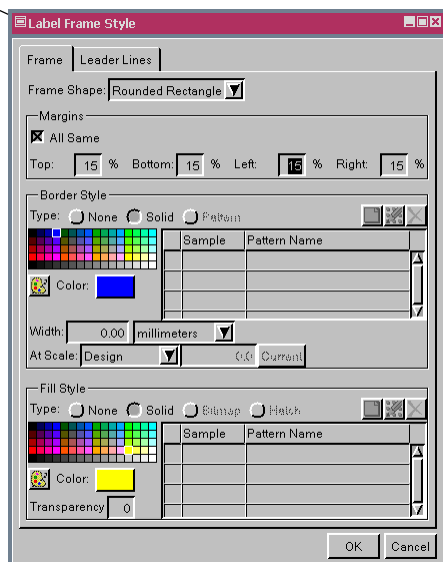 Label Frame Style
Frame Leader Lines
Frame Shape: Rounded Rectangle
Margins
All Same
Top: 15 % Bottom: 15 % Left: 15 % Right: 15 %
Border Style
Type: None Solid Pattern
Sample Pattern Name
Color:
Width: 0.00 millimeters
At Scale: Design 0.0 Current
Fill Style
Type: None Solid Bitmap Hatch
Sample Pattern Name
Color:
Transparency 0
OK Cancel